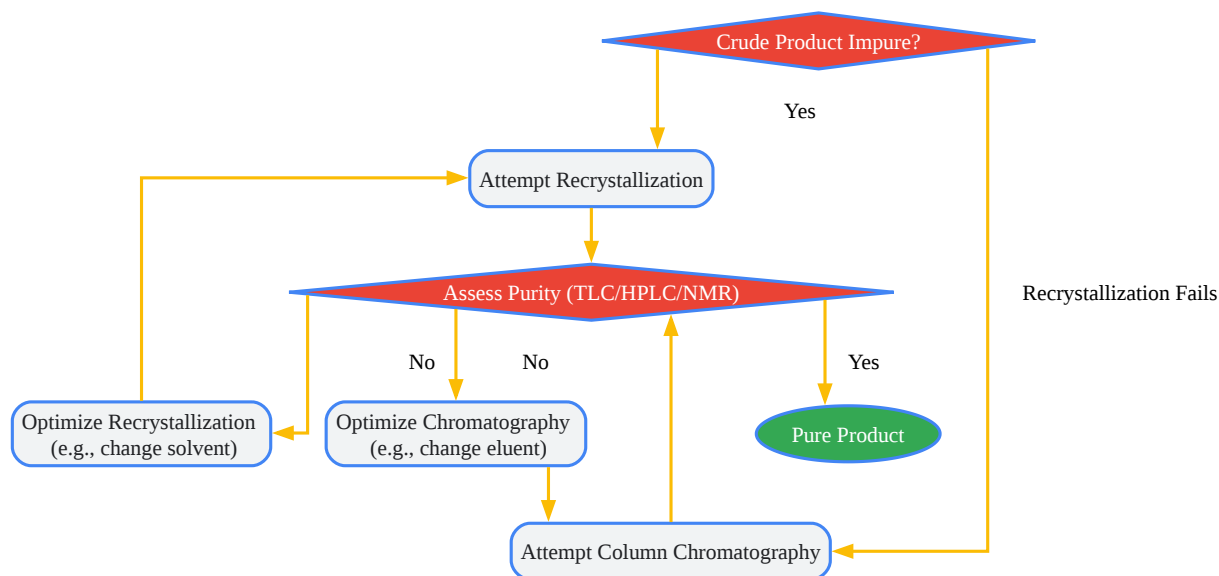 Crude Product Impure?
Yes
Attempt Recrystallization
Assess Purity (TLC/HPLC/NMR)
Recrystallization Fails
No
No
Yes
Optimize Recrystallization
(e.g., change solvent)
Optimize Chromatography
(e.g., change eluent)
Pure Product
Attempt Column Chromatography